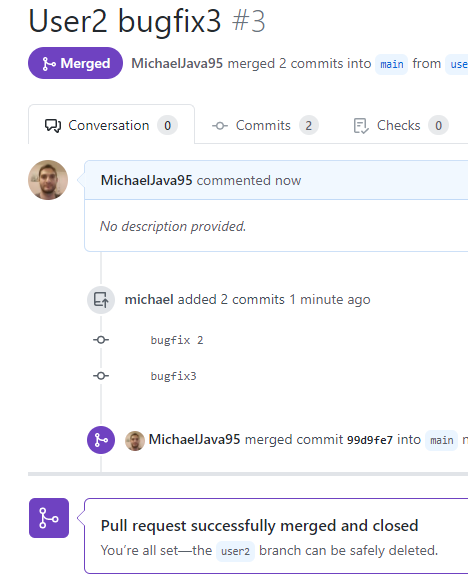 User2 bugfix3 #3
Merged MichaelJava95 merged 2 commits into main from use
Conversation 0 Commits 2 Checks 0
MichaelJava95 commented now
No description provided.
michael added 2 commits 1 minute ago
bugfix 2
bugfix3
MichaelJava95 merged commit 99d9fe7 into main
Pull request successfully merged and closed
You're all set—the user2 branch can be safely deleted.